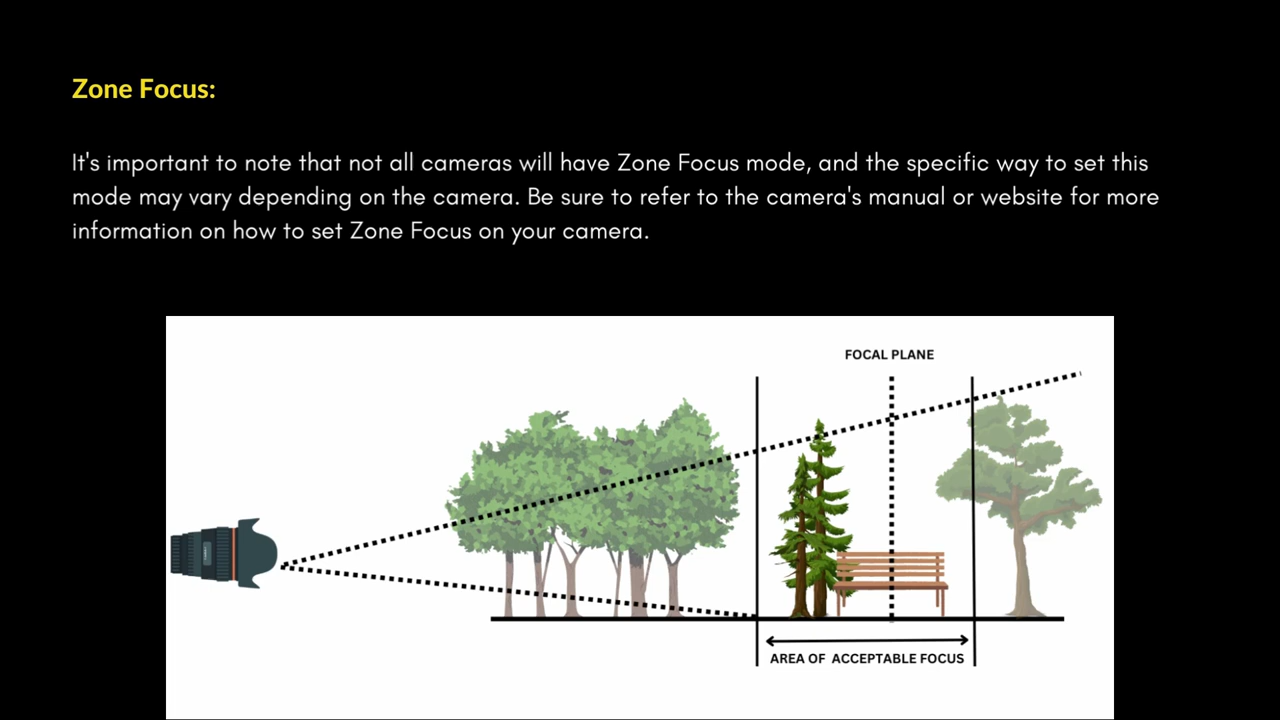 Zone Focus:
It's important to note that not all cameras will have Zone Focus mode, and the specific way to set this
mode may vary depending on the camera. Be sure to refer to the camera's manual or website for more
information on how to set Zone Focus on your camera.
FOCAL PLANE
AREA OF ACCEPTABLE FOCUS